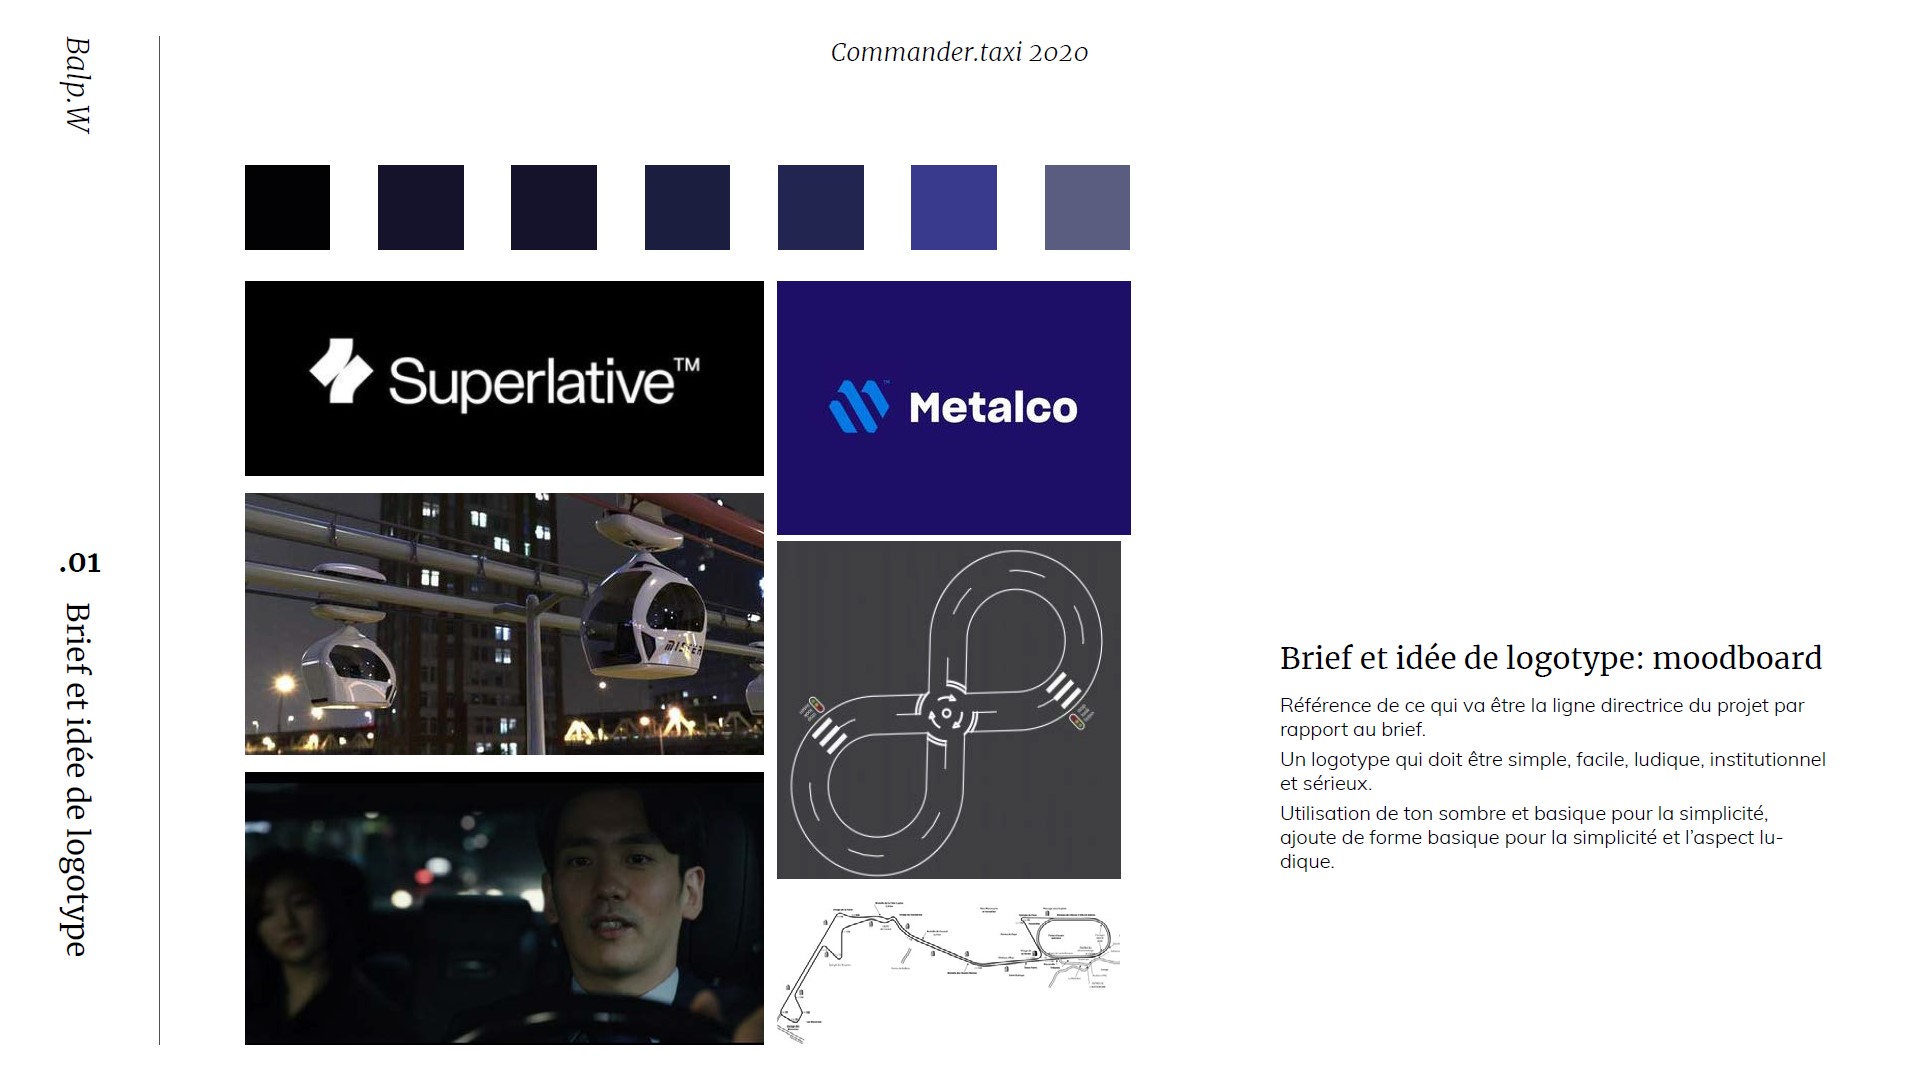 Balp.W
Commander.taxi 2020
Superlative™
Metalco™
.01 Brief et idée de logotype
Brief et idée de logotype: moodboard
Référence de ce qui va être la ligne directrice du projet par
rapport au brief.
Un logotype qui doit être simple, facile, ludique, institutionnel
et sérieux.
Utilisation de ton sombre et basique pour la simplicité,
ajoute de forme basique pour la simplicité et l’aspect lu-
dique.